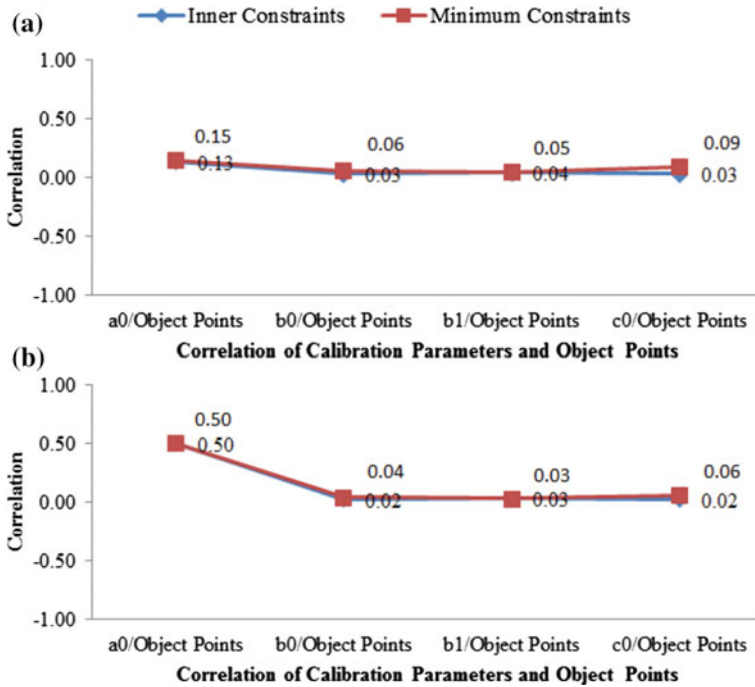 (a)
Inner Constraints Minimum Constraints
1.00
0.50
0.00
-0.50
-1.00
Correlation
0.15 0.06 0.05 0.09
0.13 0.03 0.04 0.03
a0/Object Points b0/Object Points b1/Object Points c0/Object Points
Correlation of Calibration Parameters and Object Points
(b)
1.00
0.50
0.00
-0.50
-1.00
Correlation
0.50 0.04 0.03 0.06
0.50 0.02 0.03 0.02
a0/Object Points b0/Object Points b1/Object Points c0/Object Points
Correlation of Calibration Parameters and Object Points